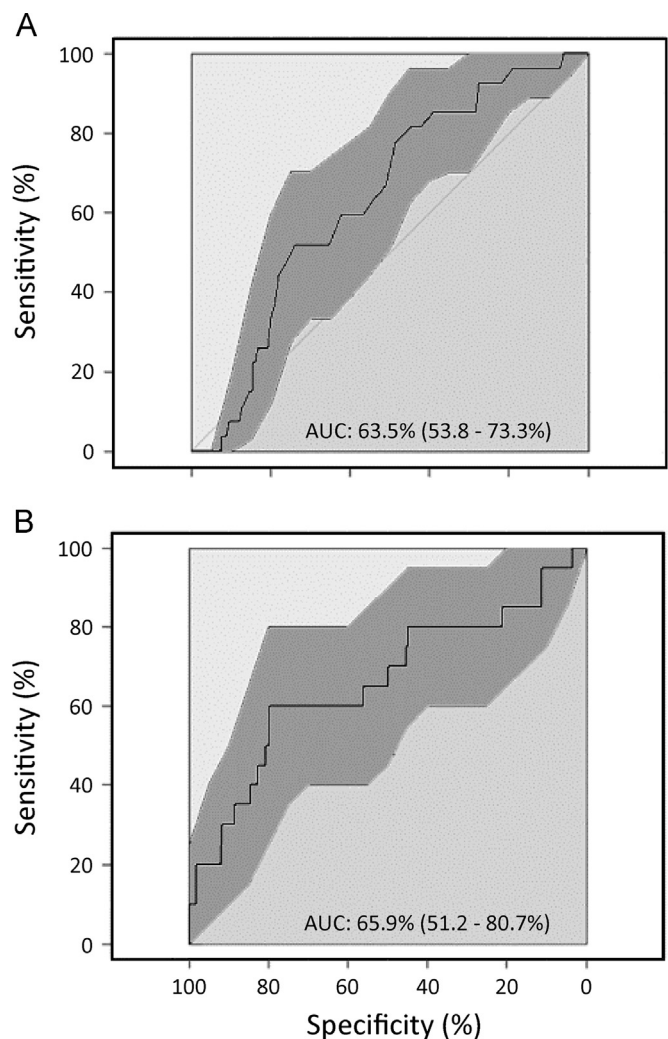 A
100
80
60
40
20
0
Sensitivity (%)
AUC: 63.5% (53.8 - 73.3%)
B
100
80
60
40
20
0
Sensitivity (%)
AUC: 65.9% (51.2 - 80.7%)
100 80 60 40 20 0
Specificity (%)